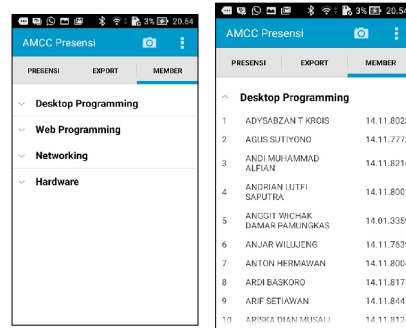 3% 20.54
AMCC Presensi
PRESENSI EXPORT MEMBER
Desktop Programming
Web Programming
Networking
Hardware
3% 20.54
AMCC Presensi
PRESENSI EXPORT MEMBER
Desktop Programming
1 ADYSABZAN T KROIS
2 AGUS SUTIYONO
3 ANDI MUHAMMAD
ALFIAN
4 ANDRIAN LUTFI
SAPUTRA
5 ANGGIT WICHAK
DAMAR PAMUNGKAS
6 ANJAR WILUJENG
7 ANTON HERMAWAN
8 ARDI BASKORO
9 ARIF SETIAWAN
10 ARISKA DIAN MUSALI